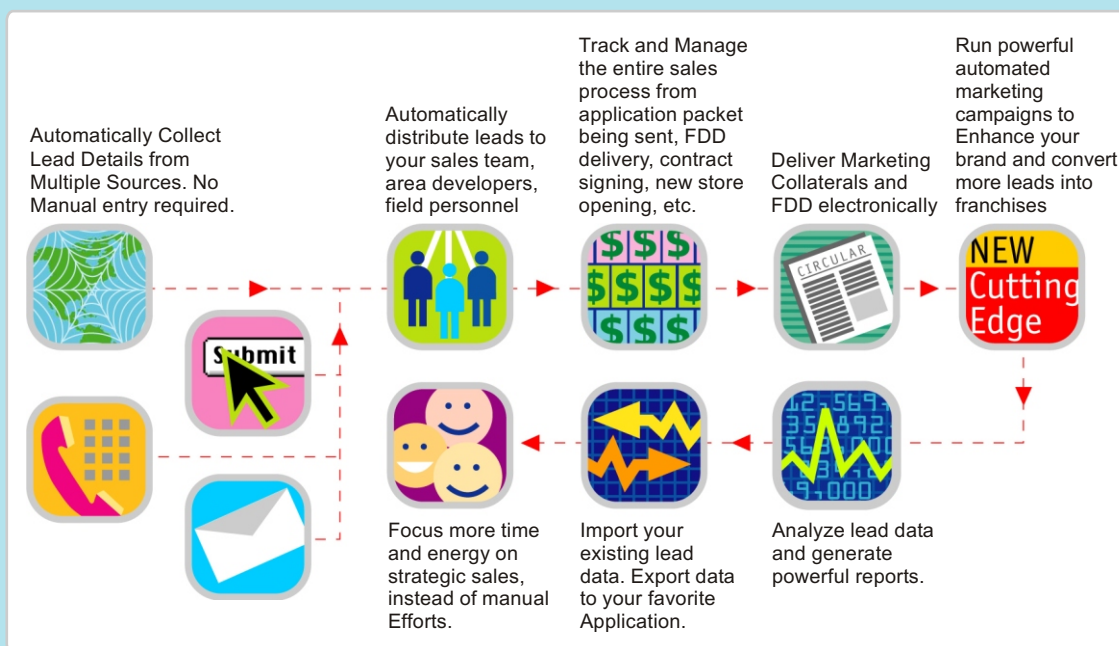 Automatically Collect
Lead Details from
Multiple Sources. No
Manual entry required.
Automatically
distribute leads to
your sales team,
area developers,
field personnel
Track and Manage
the entire sales
process from
application packet
being sent, FDD
delivery, contract
signing, new store
opening, etc.
Deliver Marketing
Collaterals and
FDD electronically
Run powerful
automated
marketing
campaigns to
Enhance your
brand and convert
more leads into
franchises
Submit
$$$
$$$$
$$$
CIRCULAR
NEW
Cutting
Edge
Focus more time
and energy on
strategic sales,
instead of manual
Efforts.
Import your
existing lead
data. Export data
to your favorite
Application.
12,569
9,000
Analyze lead data
and generate
powerful reports.